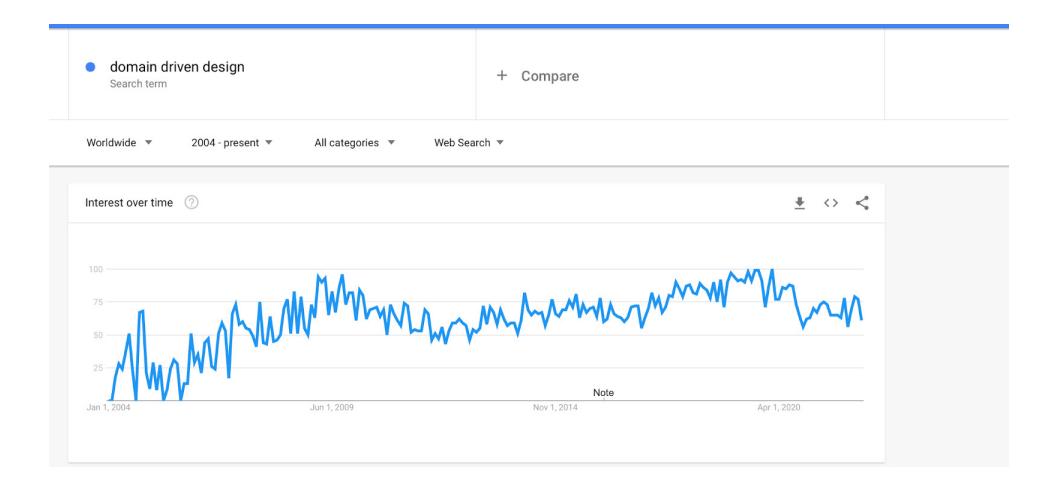 domain driven design
Search term
+ Compare
Worldwide
2004 - present
All categories
Web Search
Interest over time ?
<>
100
75
50
25
Note
Jan 1, 2004
Jun 1, 2009
Nov 1, 2014
Apr 1, 2020